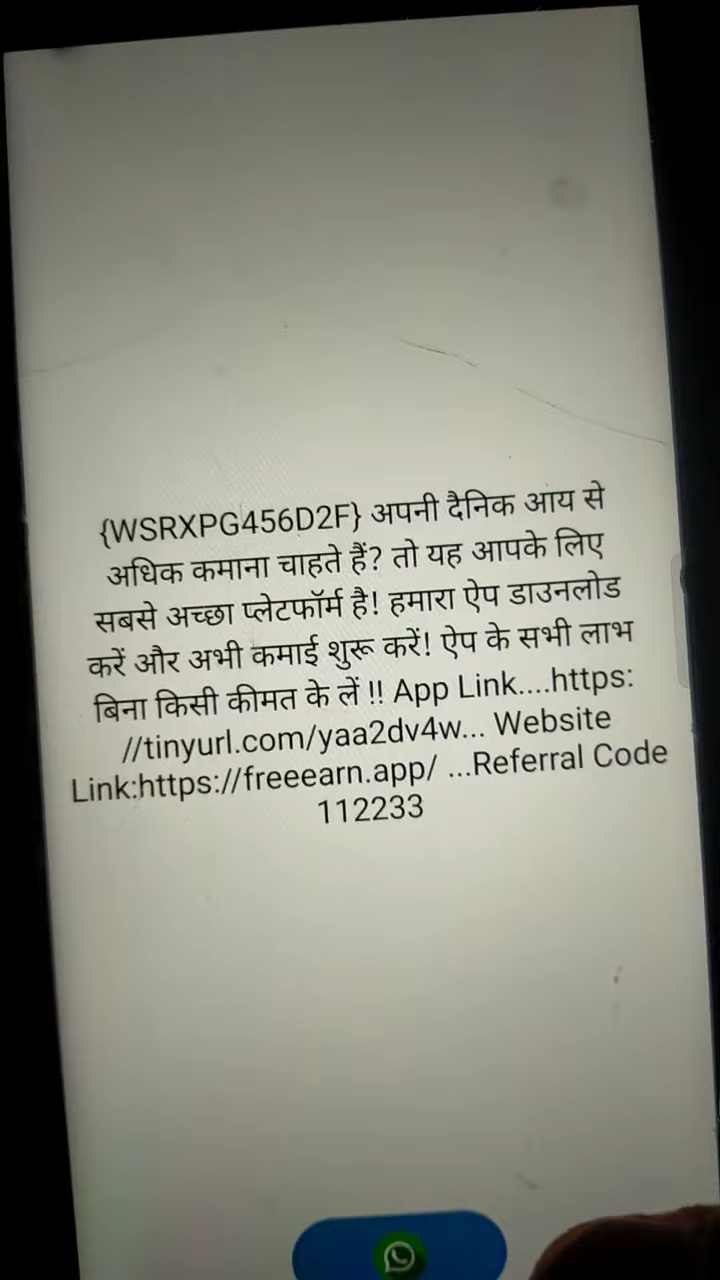 {WSRXPG456D2F} अपनी दैनिक आय से
अधिक कमाना चाहते हैं? तो यह आपके लिए
सबसे अच्छा प्लेटफॉर्म है! हमारा ऐप डाउनलोड
करें और अभी कमाई शुरू करें! ऐप के सभी लाभ
बिना किसी कीमत के लें !! App Link....https:
//tinyurl.com/yaa2dv4w... Website
Link:https://freeearn.app/ ...Referral Code
112233